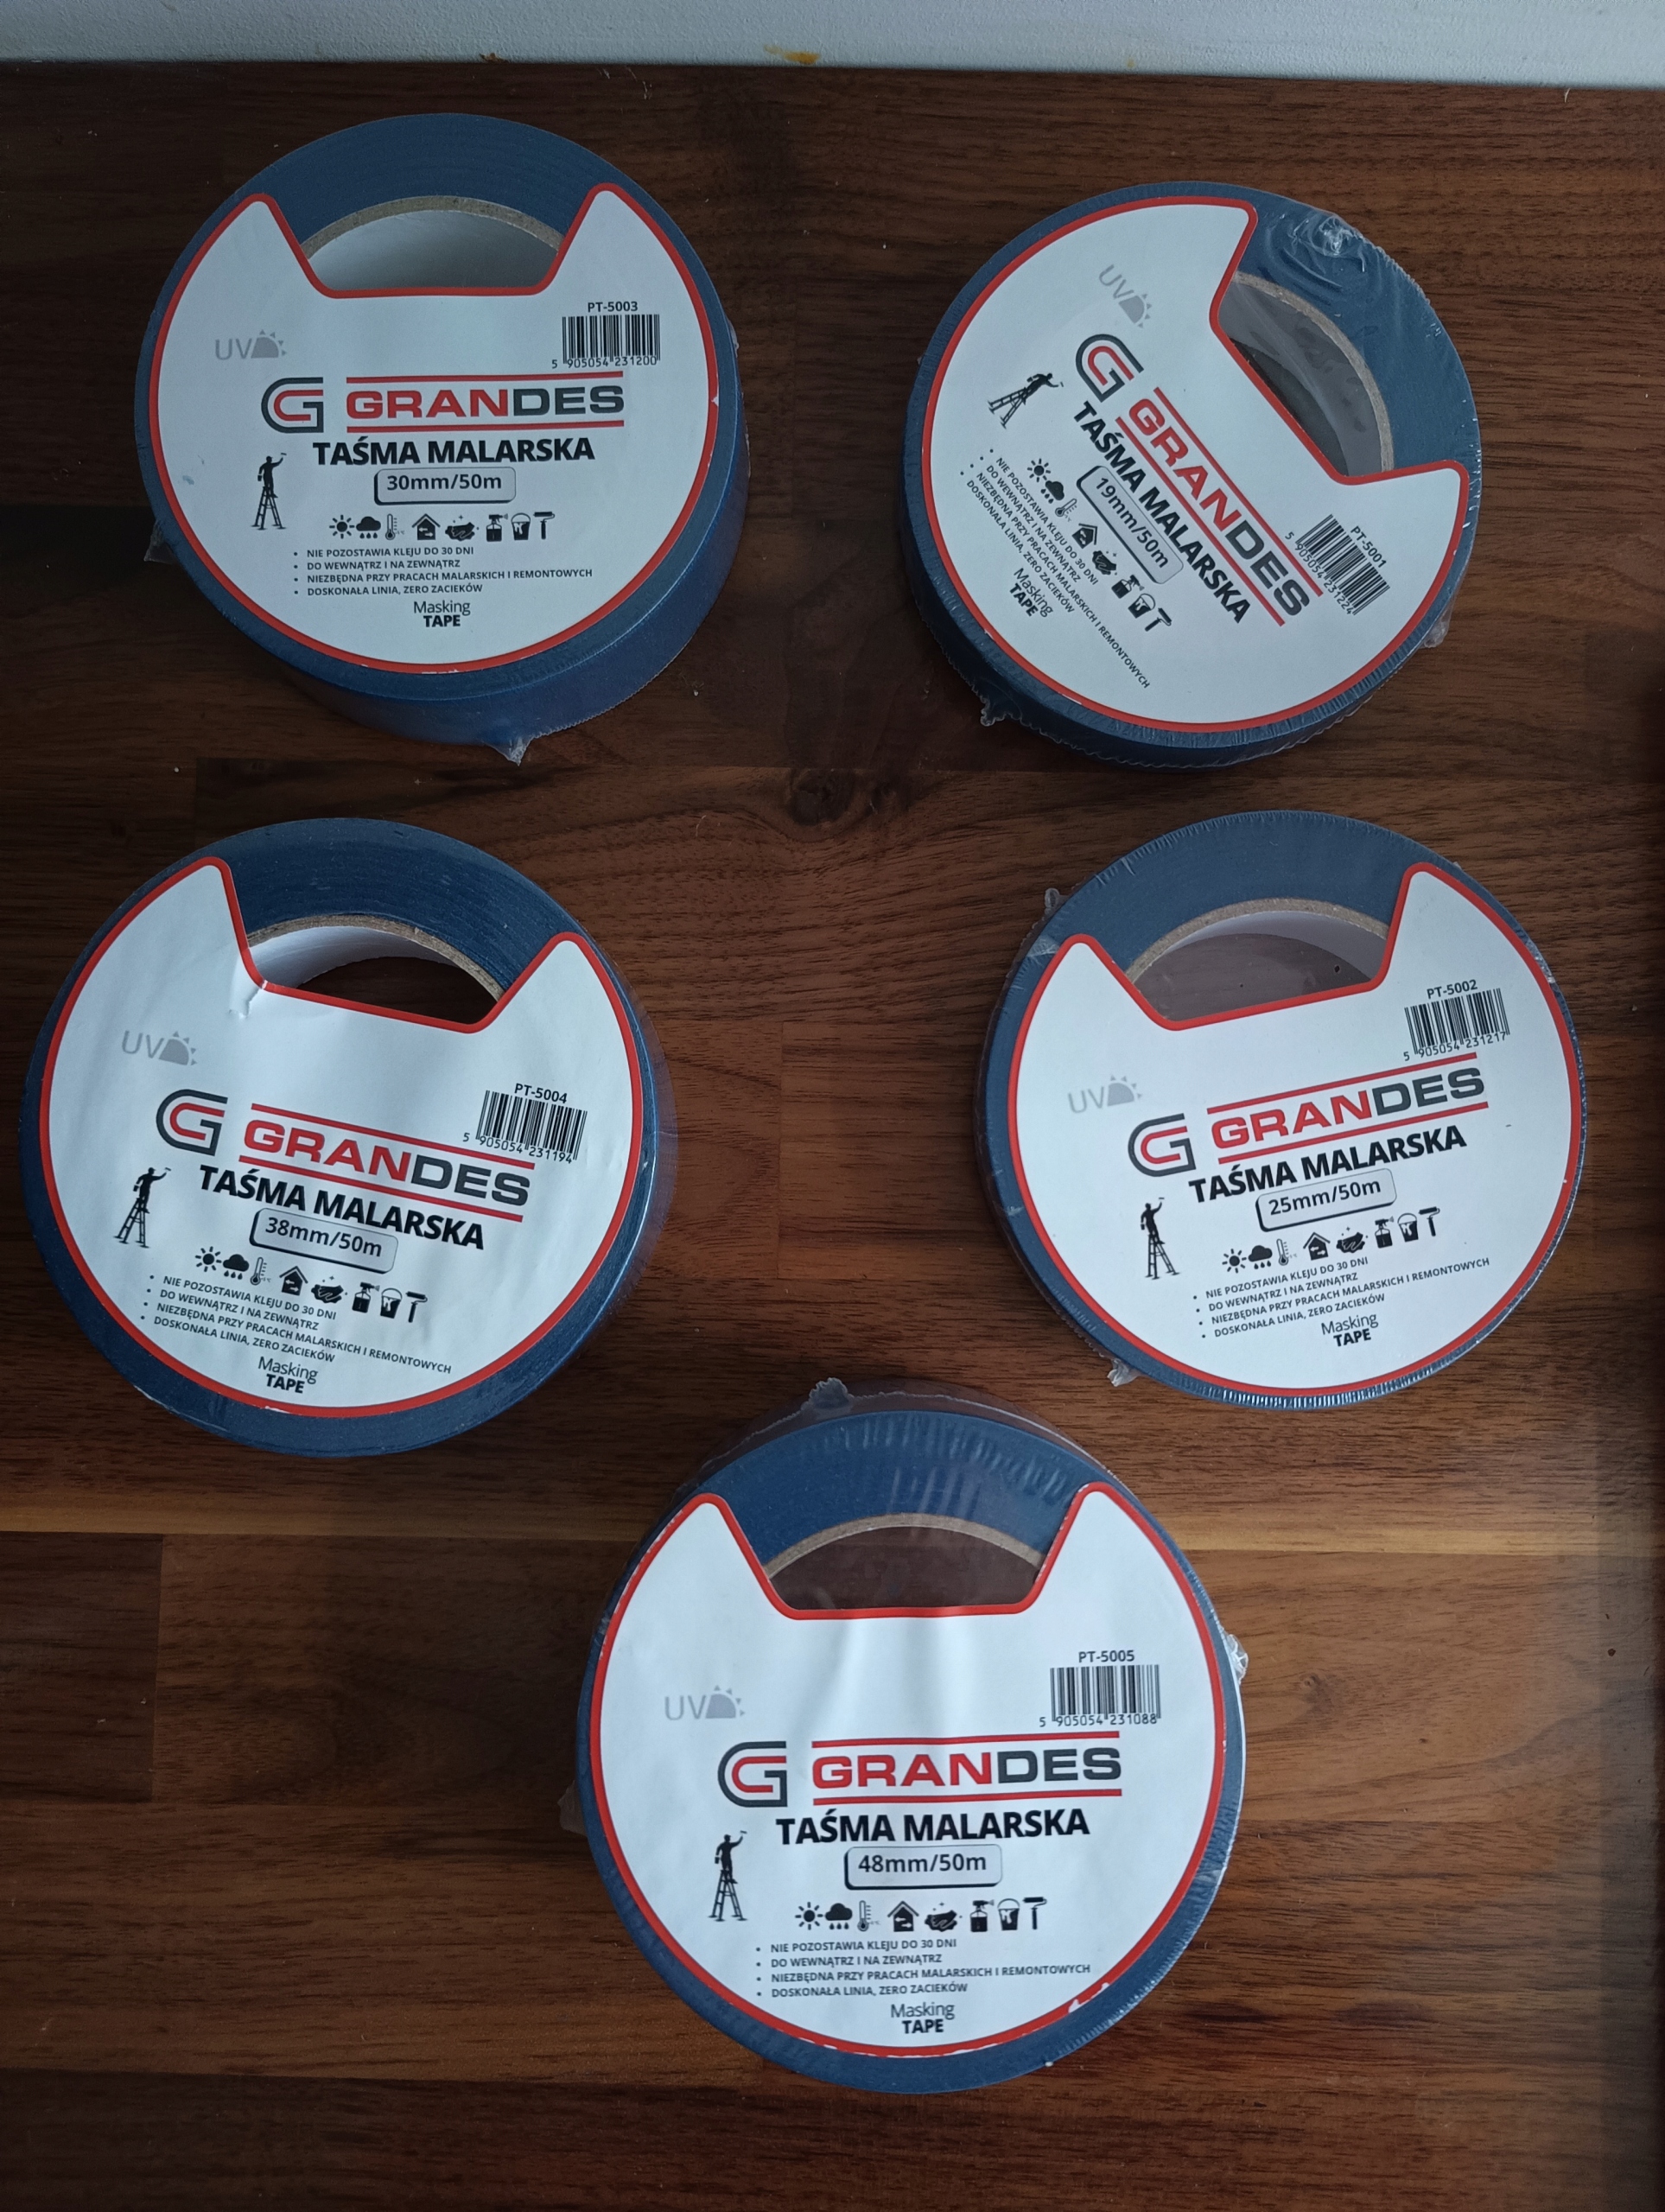 UV
PT-5003
5 905054 231200
G GRANDES
TAŚMA MALARSKA
30mm/50m
• NIE POZOSTAWIA KLEJU DO 30 DNI
• DO WEWNĄTRZ I NA ZEWNĄTRZ
• NIEZBĘDNA PRZY PRACACH MALARSKICH I REMONTOWYCH
• DOSKONAŁA LINIA, ZERO ZACIEKÓW
Masking
TAPE
UV
PT-5001
5 905054 231224
G GRANDES
TAŚMA MALARSKA
19mm/50m
• NIE POZOSTAWIA KLEJU DO 30 DNI
• DO WEWNĄTRZ I NA ZEWNĄTRZ
• NIEZBĘDNA PRZY PRACACH MALARSKICH I REMONTOWYCH
• DOSKONAŁA LINIA, ZERO ZACIEKÓW
Masking
TAPE
UV
PT-5004
5 905054 231194
G GRANDES
TAŚMA MALARSKA
38mm/50m
• NIE POZOSTAWIA KLEJU DO 30 DNI
• DO WEWNĄTRZ I NA ZEWNĄTRZ
• NIEZBĘDNA PRZY PRACACH MALARSKICH I REMONTOWYCH
• DOSKONAŁA LINIA, ZERO ZACIEKÓW
Masking
TAPE
UV
PT-5002
5 905054 231217
G GRANDES
TAŚMA MALARSKA
25mm/50m
• NIE POZOSTAWIA KLEJU DO 30 DNI
• DO WEWNĄTRZ I NA ZEWNĄTRZ
• NIEZBĘDNA PRZY PRACACH MALARSKICH I REMONTOWYCH
• DOSKONAŁA LINIA, ZERO ZACIEKÓW
Masking
TAPE
UV
PT-5005
5 905054 231088
G GRANDES
TAŚMA MALARSKA
48mm/50m
• NIE POZOSTAWIA KLEJU DO 30 DNI
• DO WEWNĄTRZ I NA ZEWNĄTRZ
• NIEZBĘDNA PRZY PRACACH MALARSKICH I REMONTOWYCH
• DOSKONAŁA LINIA, ZERO ZACIEKÓW
Masking
TAPE